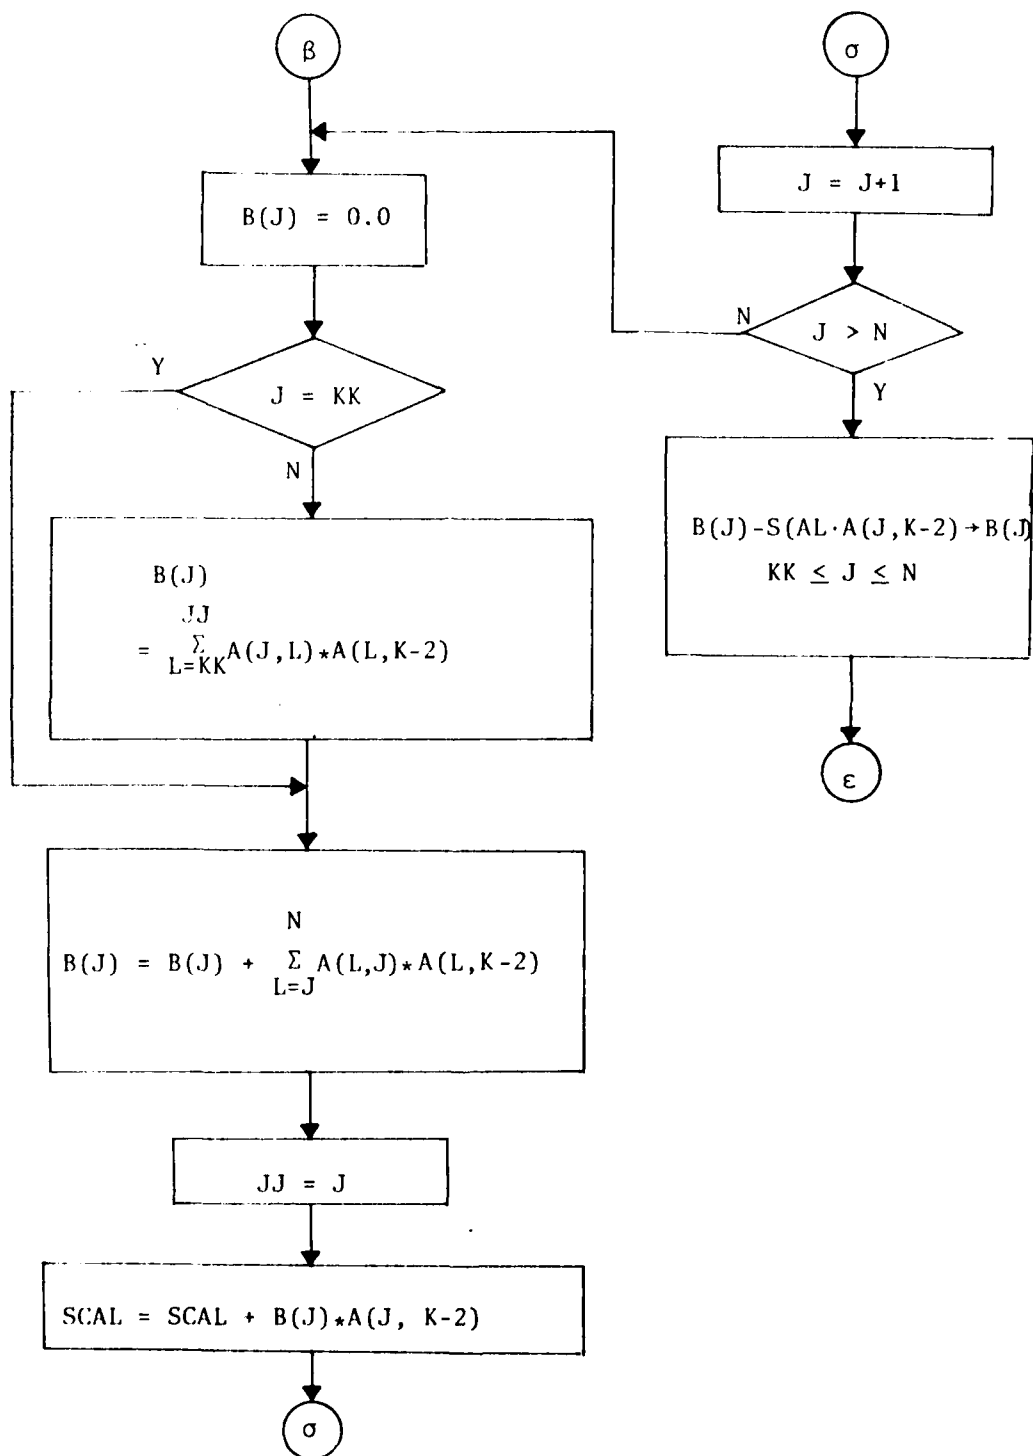 β
B(J) = 0.0
Y
J = KK
N
B(J)
JJ
= Σ A(J,L)*A(L,K-2)
L=KK
N
B(J) = B(J) + Σ A(L,J)*A(L,K-2)
L=J
JJ = J
SCAL = SCAL + B(J)*A(J, K-2)
σ
σ
J = J+1
N
J > N
Y
B(J)-S(AL·A(J,K-2)→B(J)
KK ≤ J ≤ N
ε